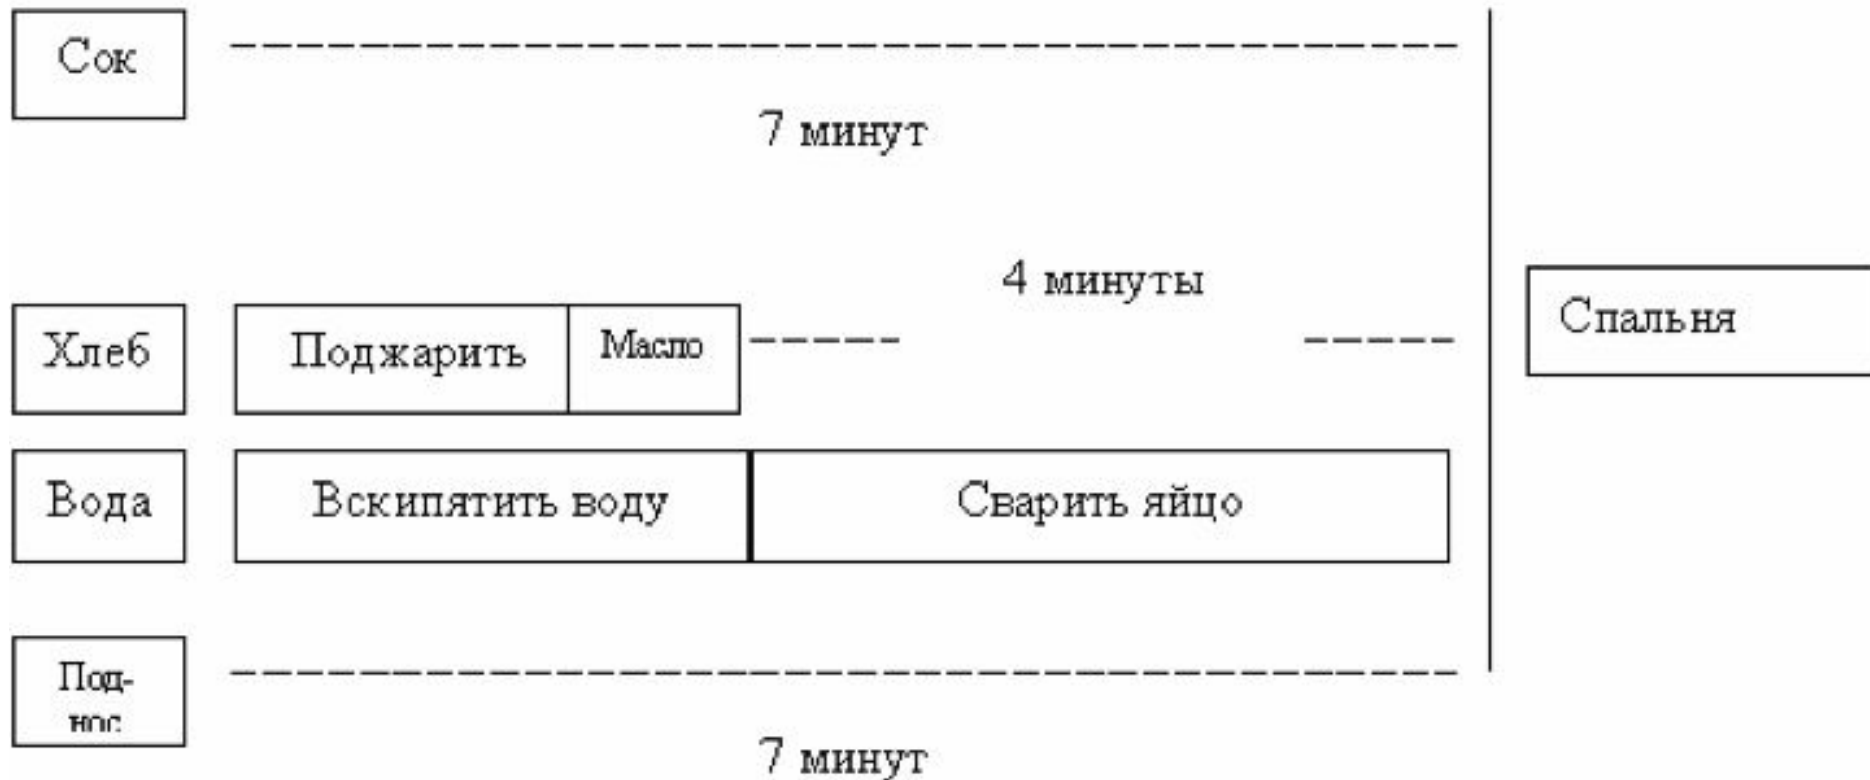 Сок
7 минут
4 минуты
Хлеб
Поджарить
Масло
Спальня
Вода
Вскипятить воду
Сварить яйцо
Под-
нос
7 минут